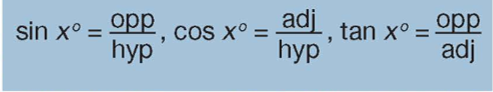 sin x° = opp/hyp, cos x° = adj/hyp, tan x° = opp/adj